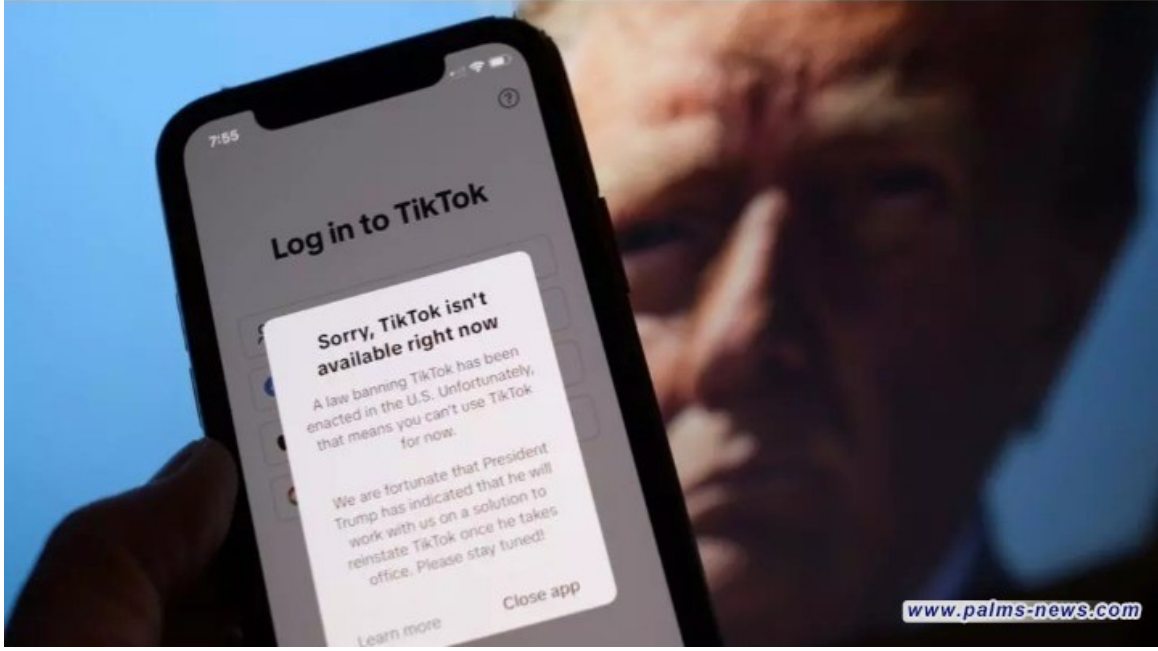 7:55
Log in to TikTok
Sorry, TikTok isn't
available right now
A law banning TikTok has been
enacted in the U.S. Unfortunately,
that means you can't use TikTok
for now.
We are fortunate that President
Trump has indicated that he will
work with us on a solution to
reinstate TikTok once he takes
office. Please stay tuned!
Close app
Learn more
www.palms-news.com